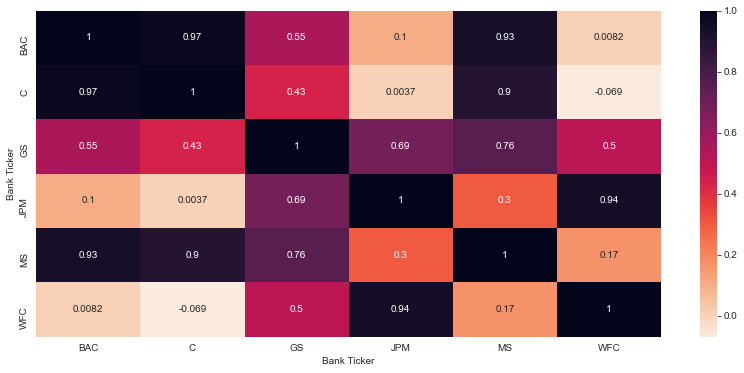 BAC 1 0.97 0.55 0.1 0.93 0.0082
C 0.97 1 0.43 0.0037 0.9 -0.069
GS 0.55 0.43 1 0.69 0.76 0.5
JPM 0.1 0.0037 0.69 1 0.3 0.94
MS 0.93 0.9 0.76 0.3 1 0.17
WFC 0.0082 -0.069 0.5 0.94 0.17 1
BAC C GS JPM MS WFC
Bank Ticker
Bank Ticker
1.0
0.8
0.6
0.4
0.2
0.0